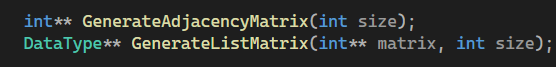 int** GenerateAdjacencyMatrix(int size);
DataType** GenerateListMatrix(int** matrix, int size);